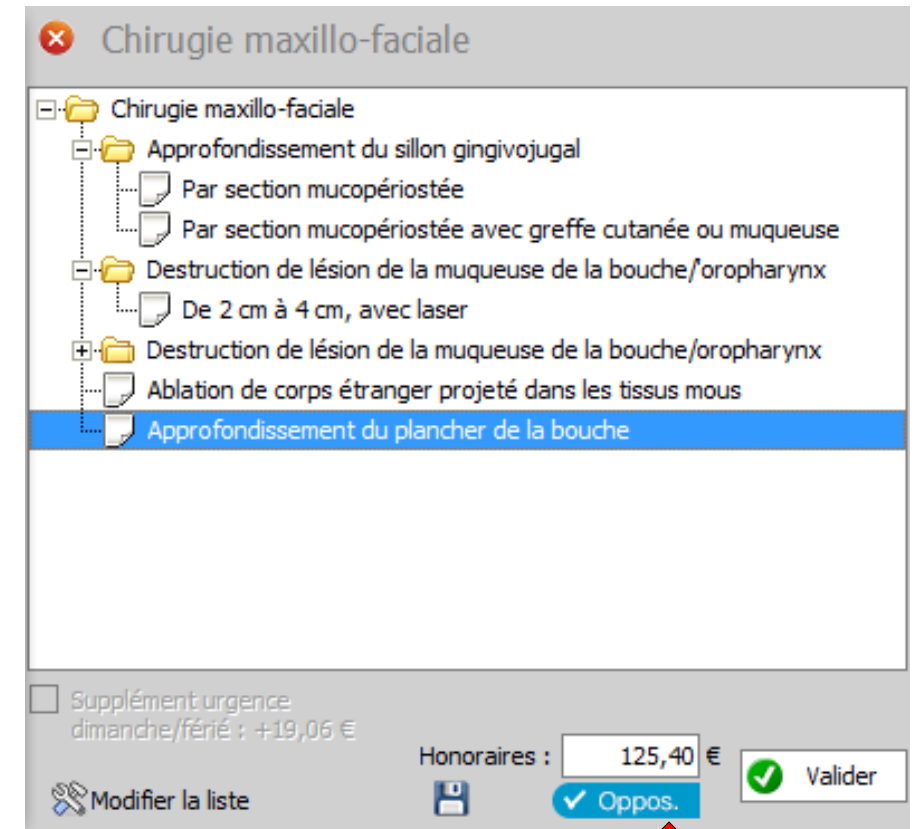 Chirugie maxillo-faciale
Chirugie maxillo-faciale
Approfondissement du sillon gingivojugal
Par section mucopériostée
Par section mucopériostée avec greffe cutanée ou muqueuse
Destruction de lésion de la muqueuse de la bouche/'oropharynx
De 2 cm à 4 cm, avec laser
Destruction de lésion de la muqueuse de la bouche/oropharynx
Ablation de corps étranger projeté dans les tissus mous
Approfondissement du plancher de la bouche
Supplément urgence
dimanche/férié : +19,06 €
Honoraires : 125,40 €
Valider
Modifier la liste
Oppos.